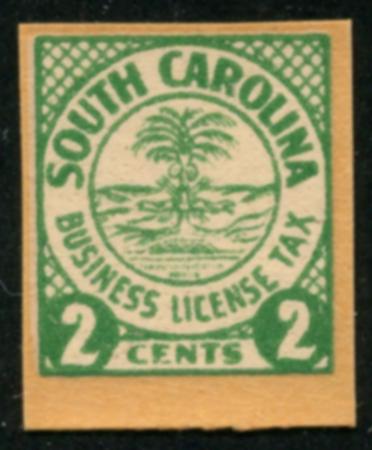 SOUTH CAROLINA
BUSINESS LICENSE TAX
2 CENTS 2